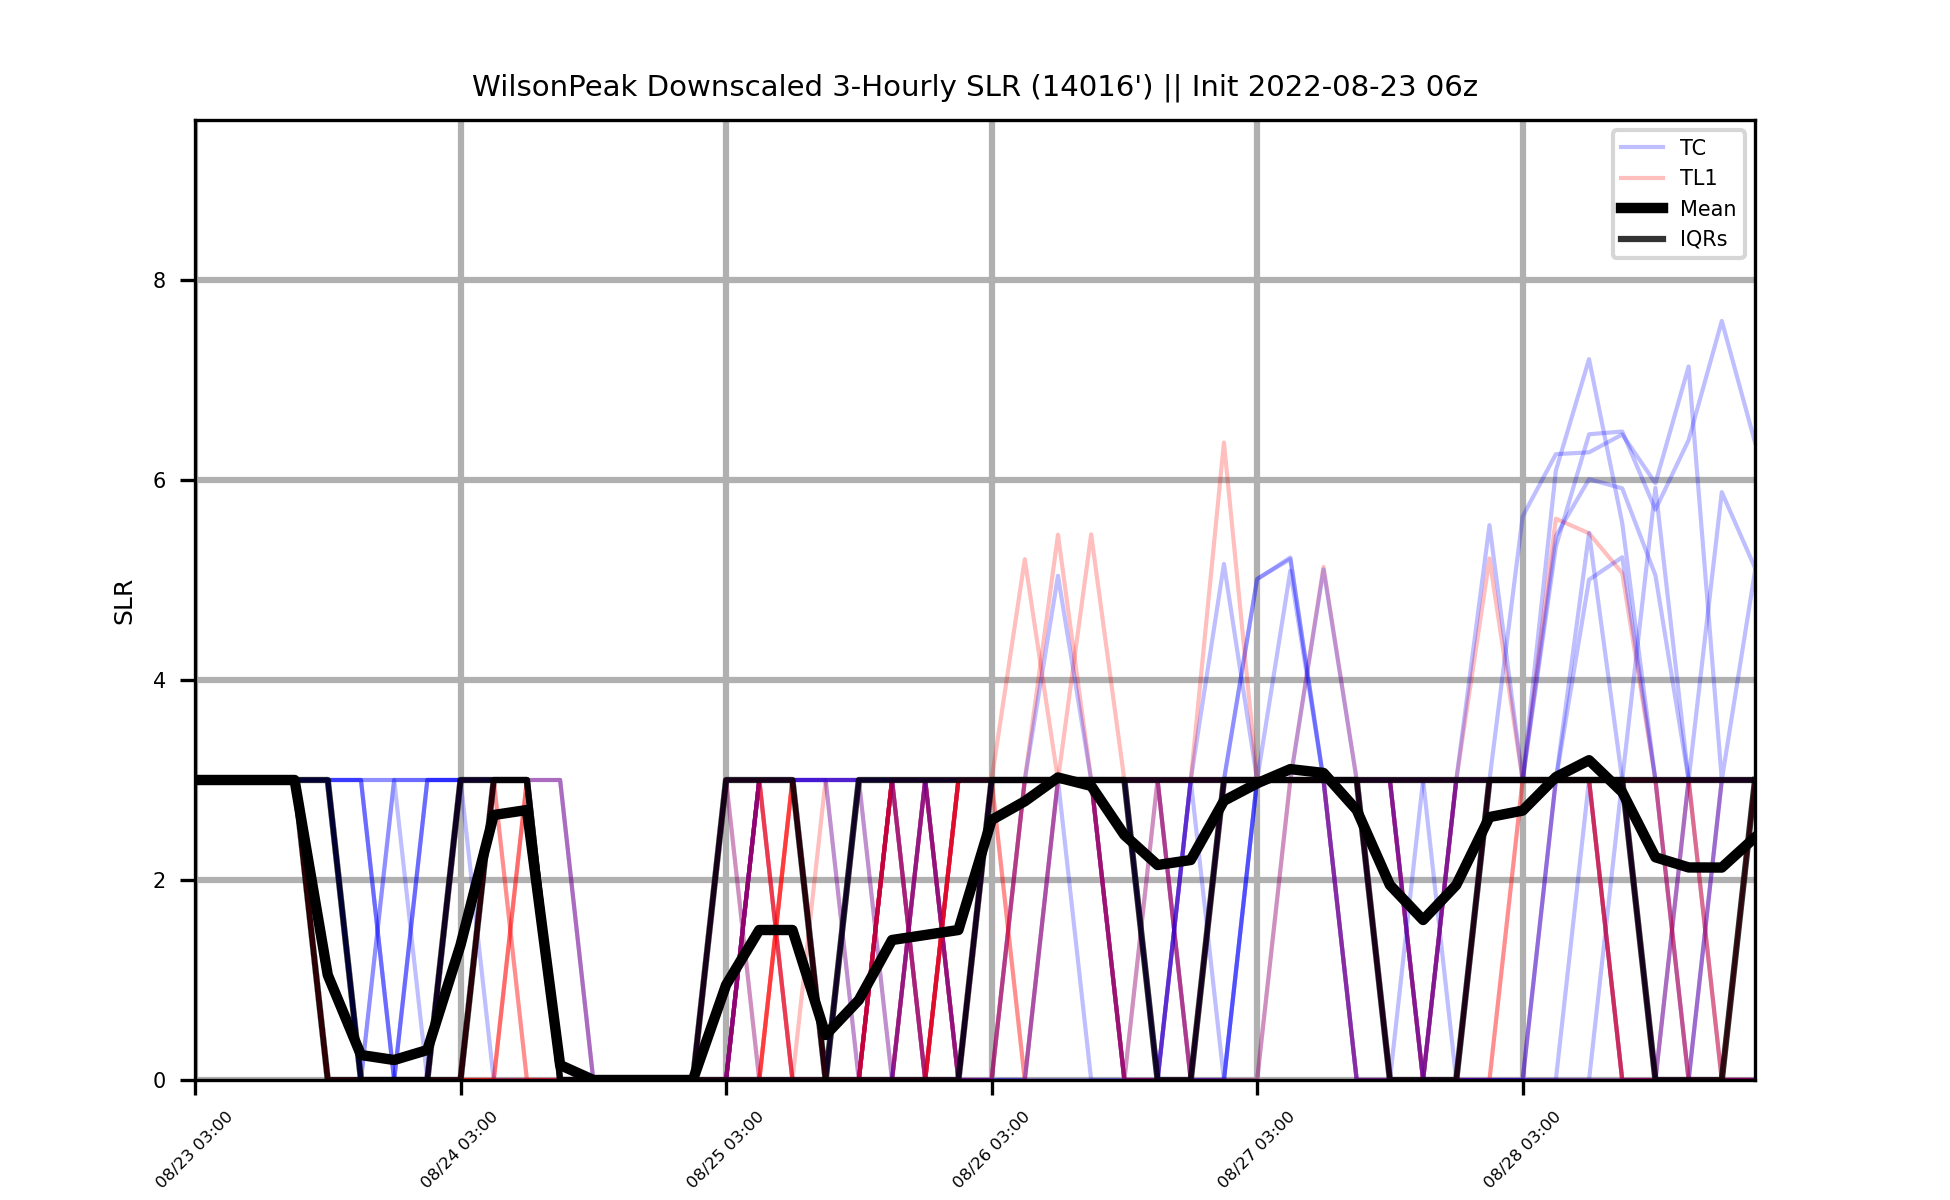 WilsonPeak Downscaled 3-Hourly SLR (14016') || Init 2022-08-23 06z
TC
TL1
Mean
IQRs
SLR
8
6
4
2
0
08/23 03:00
08/24 03:00
08/25 03:00
08/26 03:00
08/27 03:00
08/28 03:00